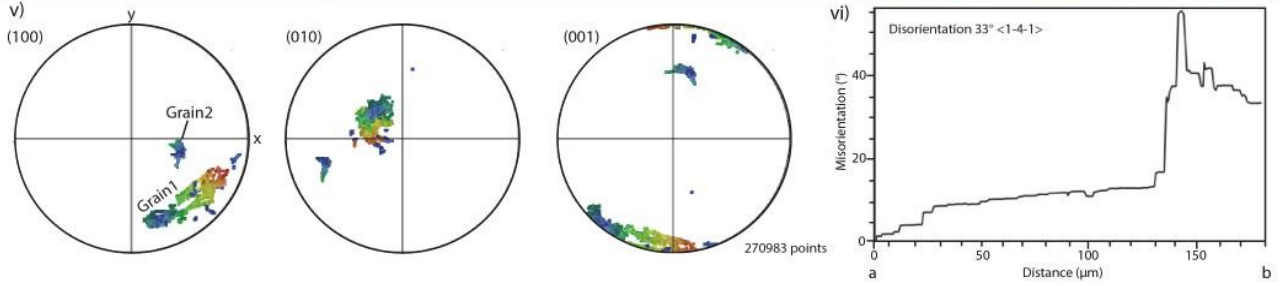 v)
(100)
y
x
Grain2
Grain1
(010)
(001)
270983 points
vi)
Disorientation 33° <1-4-1>
Misorientation (°)
40
20
0
0
50
100
150
a
Distance (μm)
b